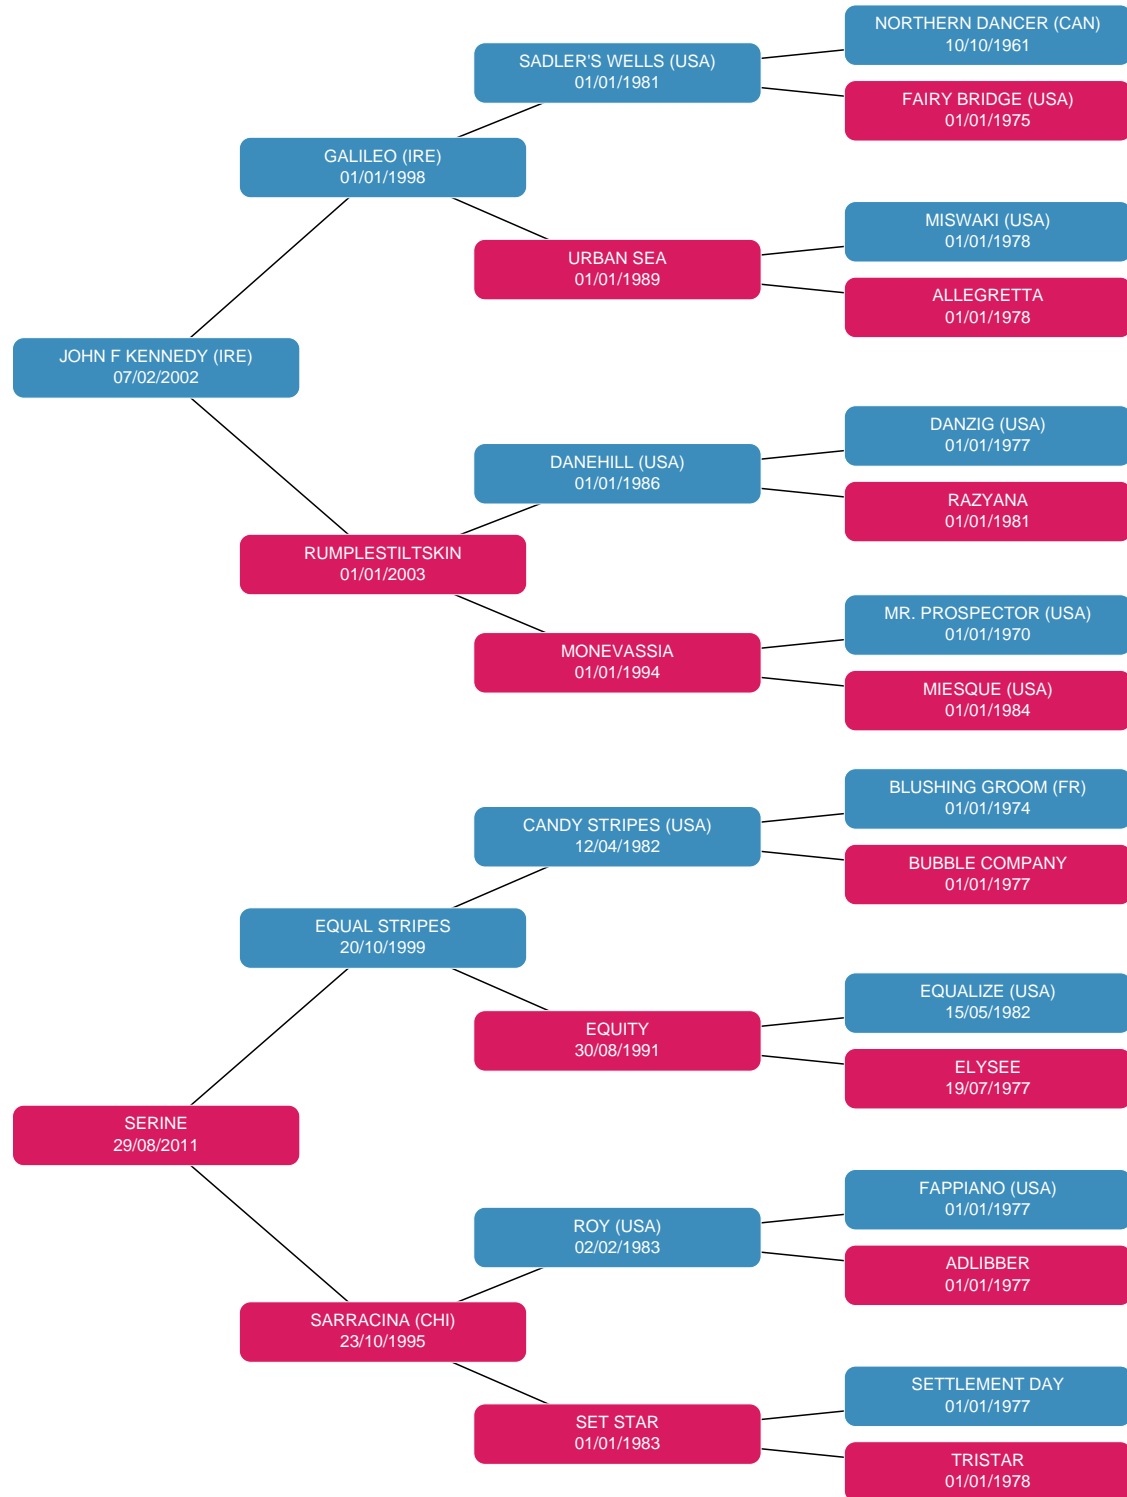 NORTHERN DANCER (CAN)
10/10/1961
SADLER'S WELLS (USA)
01/01/1981
FAIRY BRIDGE (USA)
01/01/1975
GALILEO (IRE)
01/01/1998
MISWAKI (USA)
01/01/1978
URBAN SEA
01/01/1989
ALLEGRETTA
01/01/1978
JOHN F KENNEDY (IRE)
07/02/2002
DANZIG (USA)
01/01/1977
DANEHILL (USA)
01/01/1986
RAZYANA
01/01/1981
RUMPLESTILTSKIN
01/01/2003
MR. PROSPECTOR (USA)
01/01/1970
MONEVASSIA
01/01/1994
MIESQUE (USA)
01/01/1984
BLUSHING GROOM (FR)
01/01/1974
CANDY STRIPES (USA)
12/04/1982
BUBBLE COMPANY
01/01/1977
EQUAL STRIPES
20/10/1999
EQUALIZE (USA)
15/05/1982
EQUITY
30/08/1991
ELYSEE
19/07/1977
SERINE
29/08/2011
FAPPIANO (USA)
01/01/1977
ROY (USA)
02/02/1983
ADLIBBER
01/01/1977
SARRACINA (CHI)
23/10/1995
SETTLEMENT DAY
01/01/1977
SET STAR
01/01/1983
TRISTAR
01/01/1978